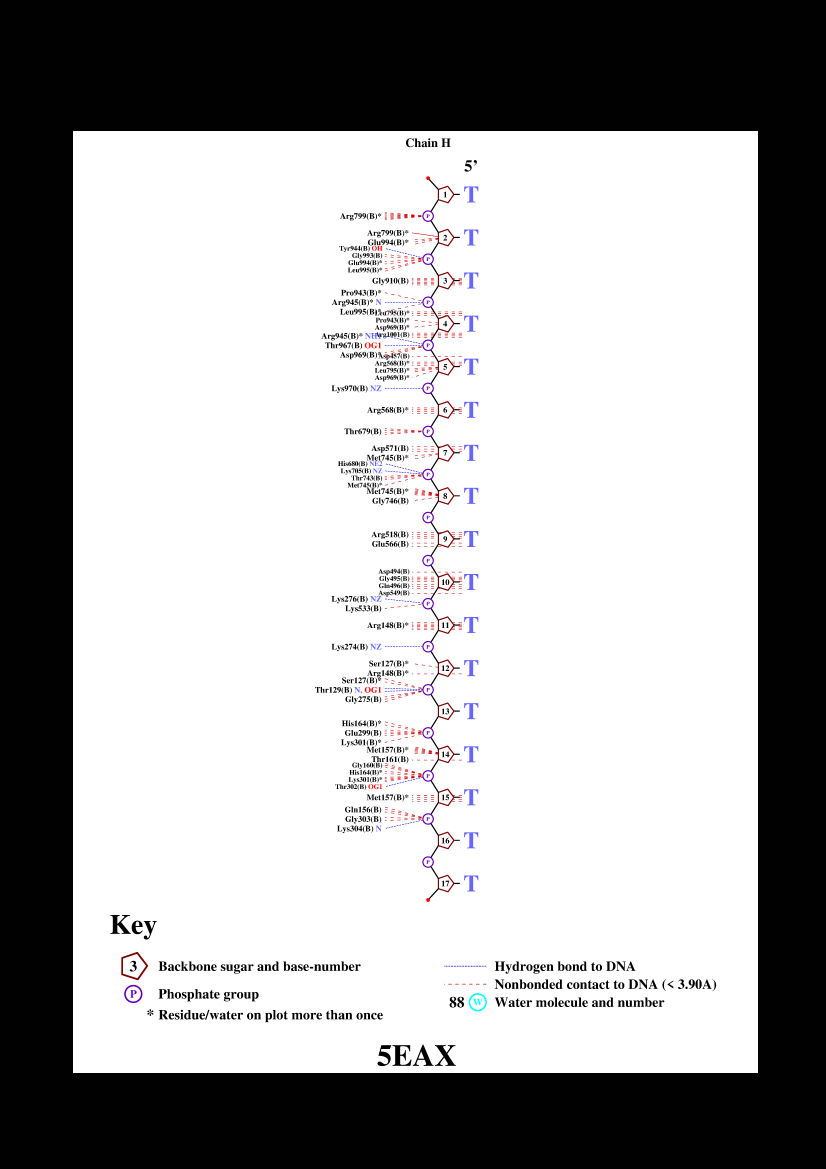 Chain H
5’
1 T
Arg799(B)* P
Arg799(B)*
2 T
Glu994(B)*
Tyr944(B) OH
Gly993(B)
P
Glu994(B)*
Leu995(B)*
Gly910(B) 3 T
Pro943(B)*
Arg945(B)* N P
Leu995(B)*
Leu795(B)*
Pro943(B)*
4 T
Asp969(B)*
Arg1001(B)
Arg945(B)*
Thr967(B) OG1 P
Asp969(B)*
Asp457(B)
Arg568(B)*
5 T
Leu795(B)*
Asp969(B)*
Lys970(B) NZ P
Arg568(B)* 6 T
Thr679(B) P
Asp571(B)
7 T
Met745(B)*
His680(B) NE2
Lys705(B) NZ
P
Thr743(B)
Met745(B)*
Met745(B)*
8 T
Gly746(B)
P
Arg518(B)
9 T
Glu566(B)
P
Asp494(B)
Gly495(B)
10 T
Gln496(B)
Asp549(B)
Lys276(B) NZ
P
Lys533(B)
Arg148(B)* 11 T
Lys274(B) NZ P
Ser127(B)*
12 T
Arg148(B)*
Ser127(B)*
Thr129(B) N, OG1 P
Gly275(B)
13 T
His164(B)*
Glu299(B) P
Lys301(B)*
Met157(B)*
14 T
Thr161(B)
Gly160(B)
His164(B)*
P
Lys301(B)*
Thr302(B) OG1
Met157(B)* 15 T
Gln156(B)
Gly303(B) P
Lys304(B) N
16 T
P
17 T
Key
3 Backbone sugar and base-number
P Phosphate group
* Residue/water on plot more than once
Hydrogen bond to DNA
Nonbonded contact to DNA (< 3.90A)
88 W Water molecule and number
5EAX